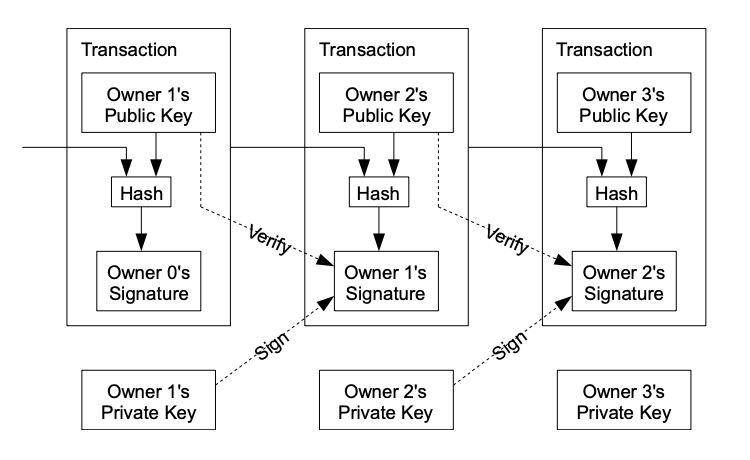 Transaction
Owner 1's
Public Key
Hash
Owner 0's
Signature
Transaction
Owner 2's
Public Key
Hash
Verify
Owner 1's
Signature
Transaction
Owner 3's
Public Key
Hash
Verify
Owner 2's
Signature
Sign
Sign
Owner 1's
Private Key
Owner 2's
Private Key
Owner 3's
Private Key